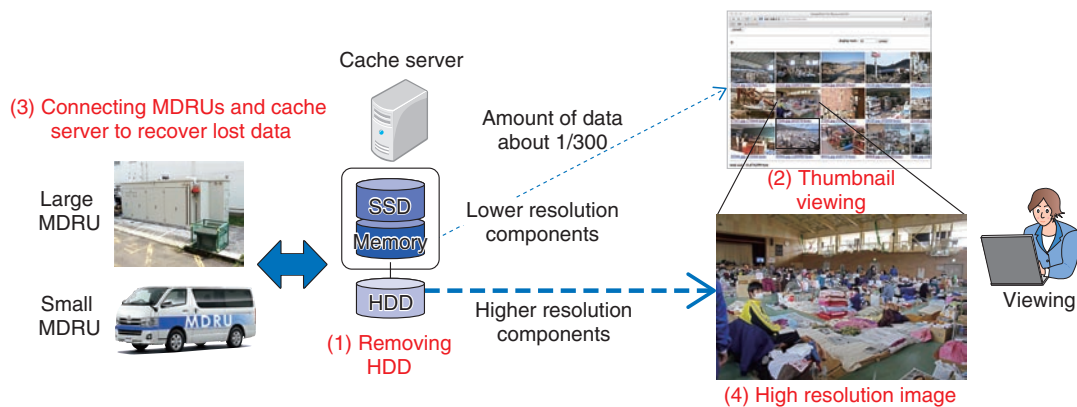 Cache server
(3) Connecting MDRUs and cache
server to recover lost data
Large
MDRU
Small
MDRU
MDRU
SSD
Memory
HDD
(1) Removing
HDD
Amount of data
about 1/300
Lower resolution
components
Higher resolution
components
(2) Thumbnail
viewing
(4) High resolution image
Viewing